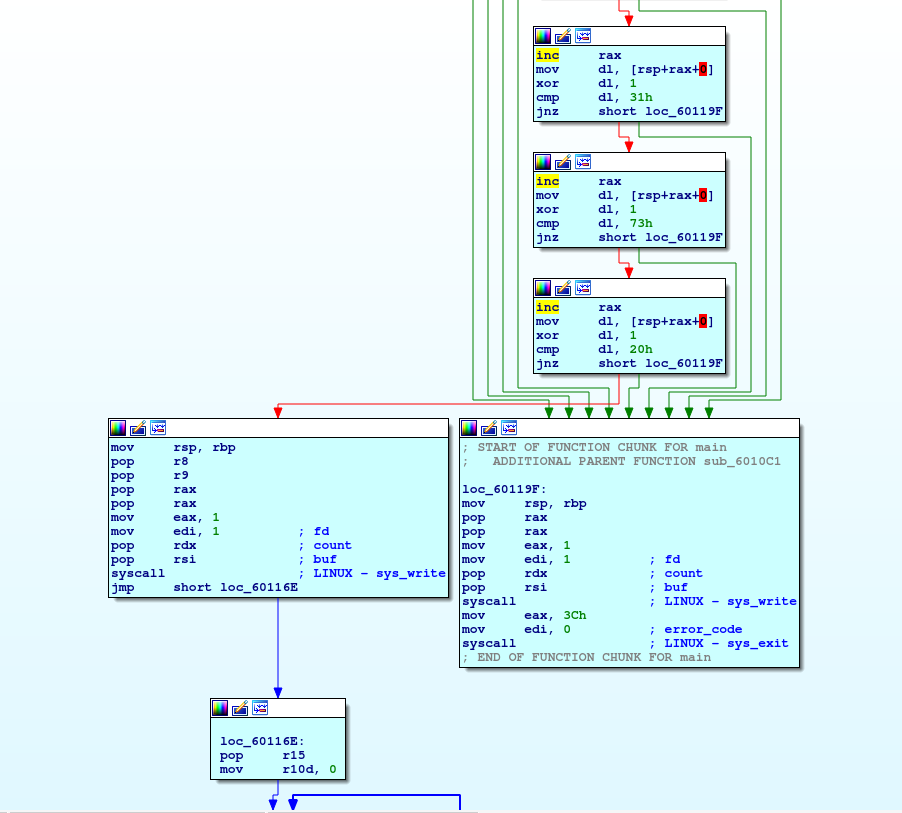 inc rax
mov dl, [rsp+rax+0]
xor dl, 1
cmp dl, 31h
jnz short loc_60119F
inc rax
mov dl, [rsp+rax+0]
xor dl, 1
cmp dl, 73h
jnz short loc_60119F
inc rax
mov dl, [rsp+rax+0]
xor dl, 1
cmp dl, 20h
jnz short loc_60119F
mov rsp, rbp
pop r8
pop r9
pop rax
pop rax
mov eax, 1
mov edi, 1 ; fd
pop rdx ; count
pop rsi ; buf
syscall ; LINUX - sys_write
jmp short loc_60116E
; START OF FUNCTION CHUNK FOR main
; ADDITIONAL PARENT FUNCTION sub_6010C1
loc_60119F:
mov rsp, rbp
pop rax
pop rax
mov eax, 1
mov edi, 1 ; fd
pop rdx ; count
pop rsi ; buf
syscall ; LINUX - sys_write
mov eax, 3Ch
mov edi, 0 ; error_code
syscall ; LINUX - sys_exit
; END OF FUNCTION CHUNK FOR main
loc_60116E:
pop r15
mov r10d, 0